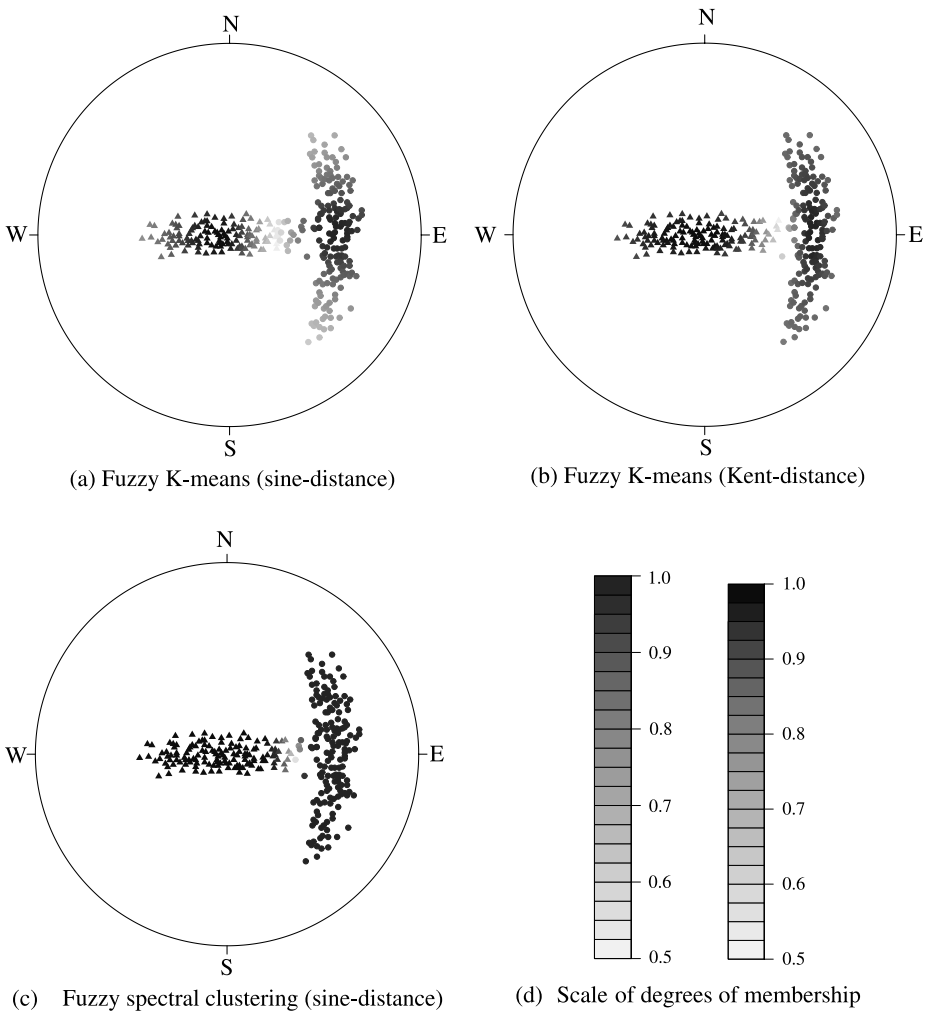 N
N
W
E
W
E
S
S
(a) Fuzzy K-means (sine-distance)
(b) Fuzzy K-means (Kent-distance)
N
1.0
1.0
0.9
0.9
0.8
0.8
W
E
0.7
0.7
0.6
0.6
0.5
0.5
S
(c) Fuzzy spectral clustering (sine-distance)
(d) Scale of degrees of membership